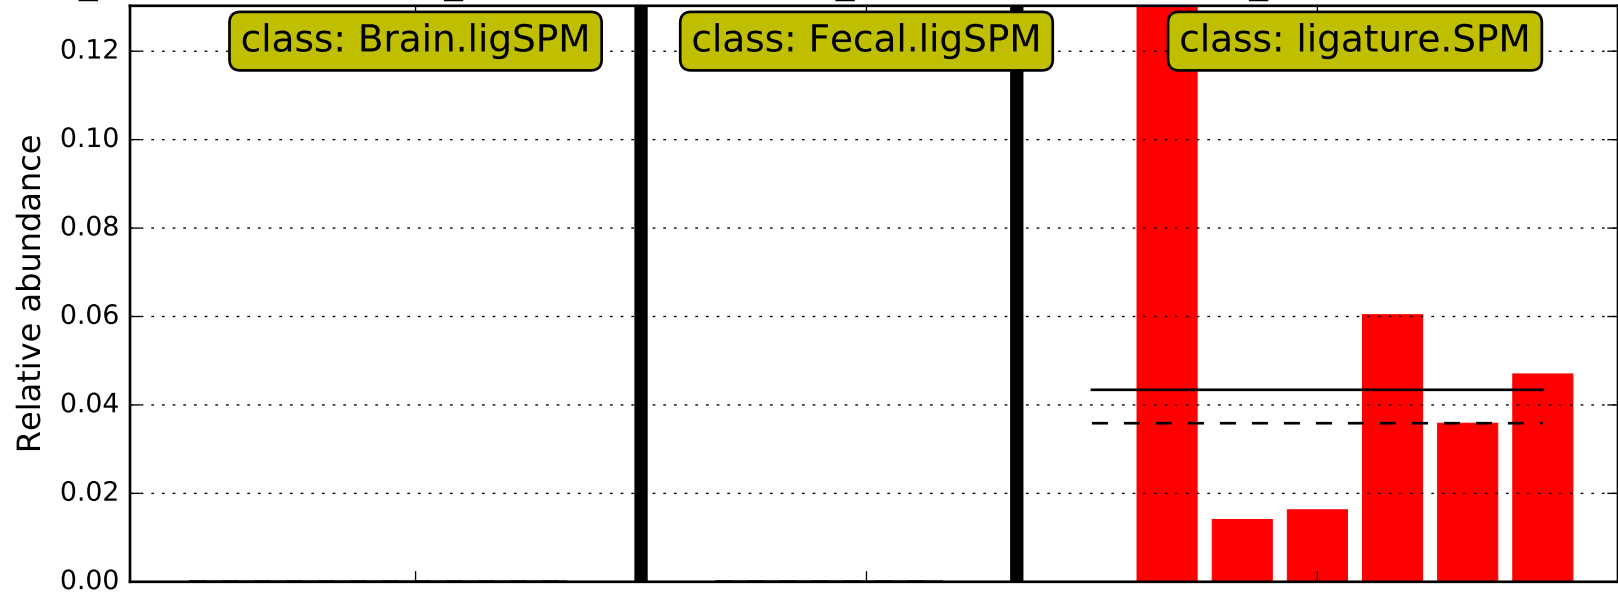 class: Brain.ligSPM
class: Fecal.ligSPM
class: ligature.SPM
Relative abundance
0.12
0.10
0.08
0.06
0.04
0.02
0.00